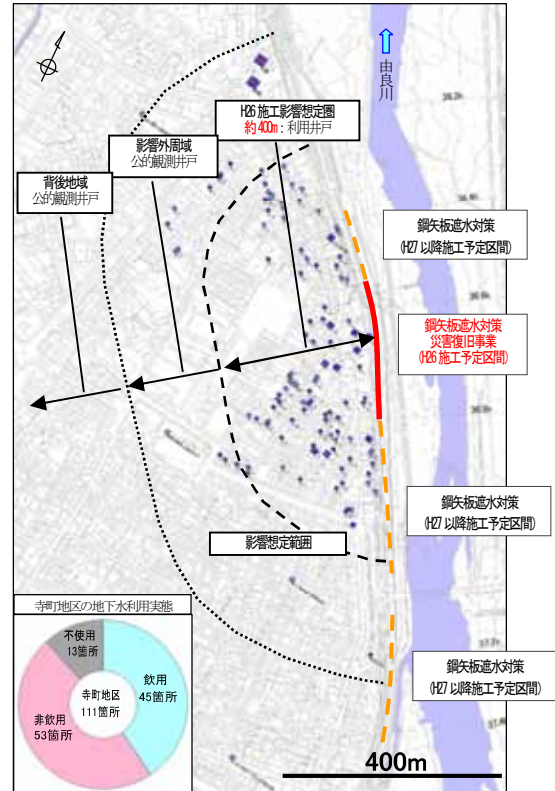 由良川
H26 施工影響想定圏
約400m：利用井戸
影響外周域
公的観測井戸
背後地域
公的観測井戸
鋼矢板遮水対策
(H27 以降施工予定区間)
鋼矢板遮水対策
災害復旧事業
(H26 施工予定区間)
鋼矢板遮水対策
(H27 以降施工予定区間)
影響想定範囲
鋼矢板遮水対策
(H27 以降施工予定区間)
寺町地区の地下水利用実態
不使用
13箇所
飲用
45箇所
寺町地区
111箇所
非飲用
53箇所
400m